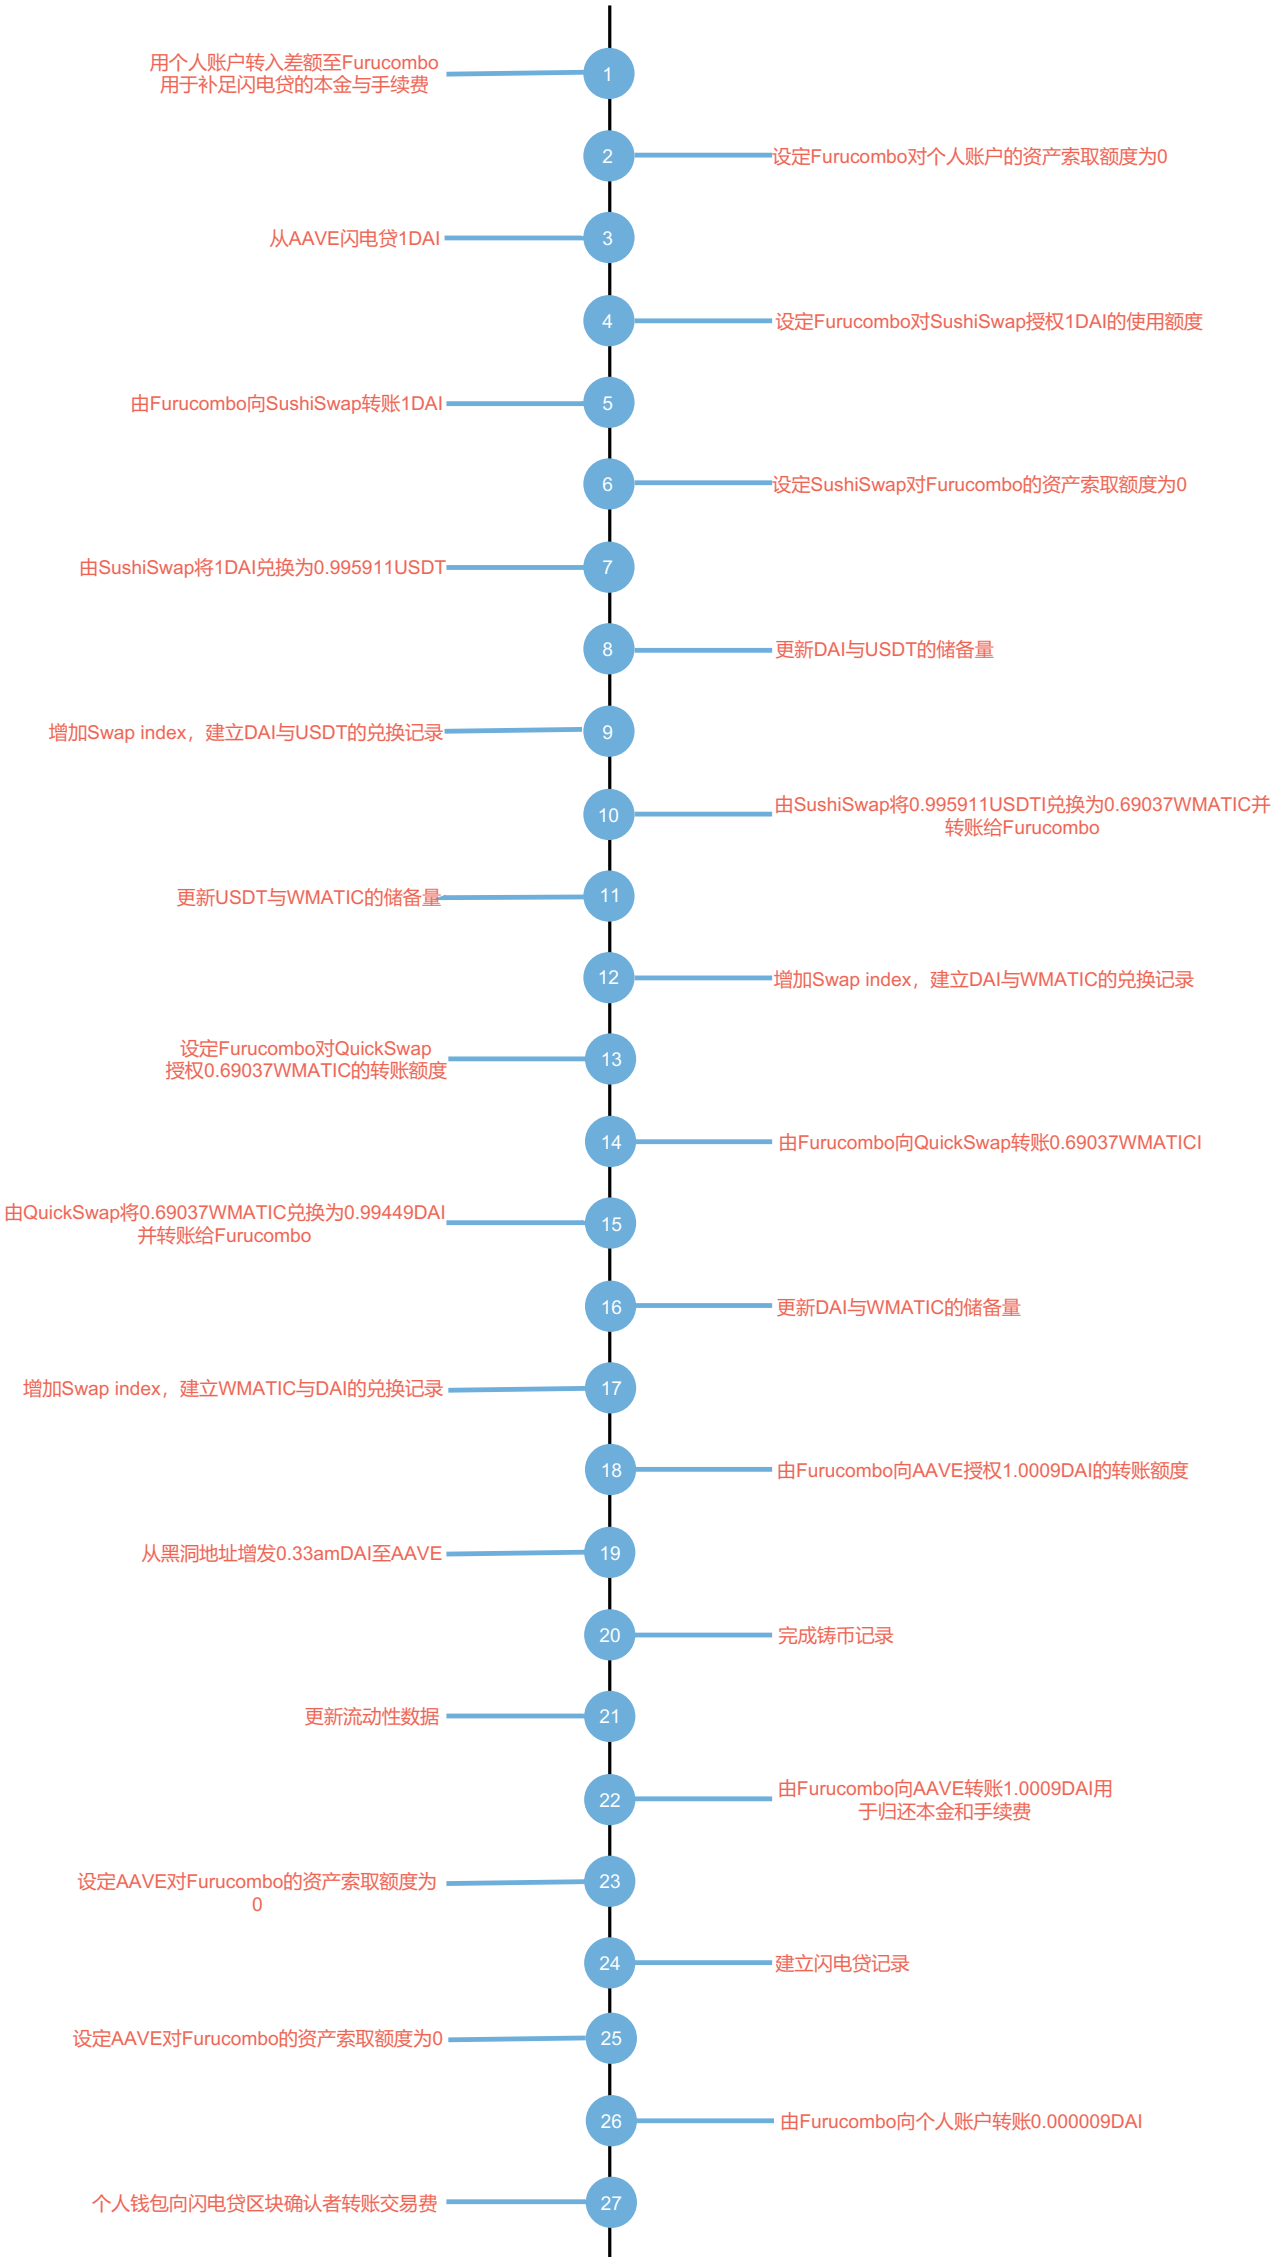 用个人账户转入差额至Furucombo
用于补足闪电贷的本金与手续费
1
2
设定Furucombo对个人账户的资产索取额度为0
从AAVE闪电贷1DAI
3
4
设定Furucombo对SushiSwap授权1DAI的使用额度
由Furucombo向SushiSwap转账1DAI
5
6
设定SushiSwap对Furucombo的资产索取额度为0
由SushiSwap将1DAI兑换为0.995911USDT
7
8
更新DAI与USDT的储备量
增加Swap index，建立DAI与USDT的兑换记录
9
10
由SushiSwap将0.995911USDTI兑换为0.69037WMATIC并
转账给Furucombo
更新USDT与WMATIC的储备量
11
12
增加Swap index，建立DAI与WMATIC的兑换记录
设定Furucombo对QuickSwap
授权0.69037WMATIC的转账额度
13
14
由Furucombo向QuickSwap转账0.69037WMATICI
由QuickSwap将0.69037WMATIC兑换为0.99449DAI
并转账给Furucombo
15
16
更新DAI与WMATIC的储备量
增加Swap index，建立WMATIC与DAI的兑换记录
17
18
由Furucombo向AAVE授权1.0009DAI的转账额度
从黑洞地址增发0.33amDAI至AAVE
19
20
完成铸币记录
更新流动性数据
21
22
由Furucombo向AAVE转账1.0009DAI用
于归还本金和手续费
设定AAVE对Furucombo的资产索取额度为
0
23
24
建立闪电贷记录
设定AAVE对Furucombo的资产索取额度为0
25
26
由Furucombo向个人账户转账0.000009DAI
个人钱包向闪电贷区块确认者转账交易费
27